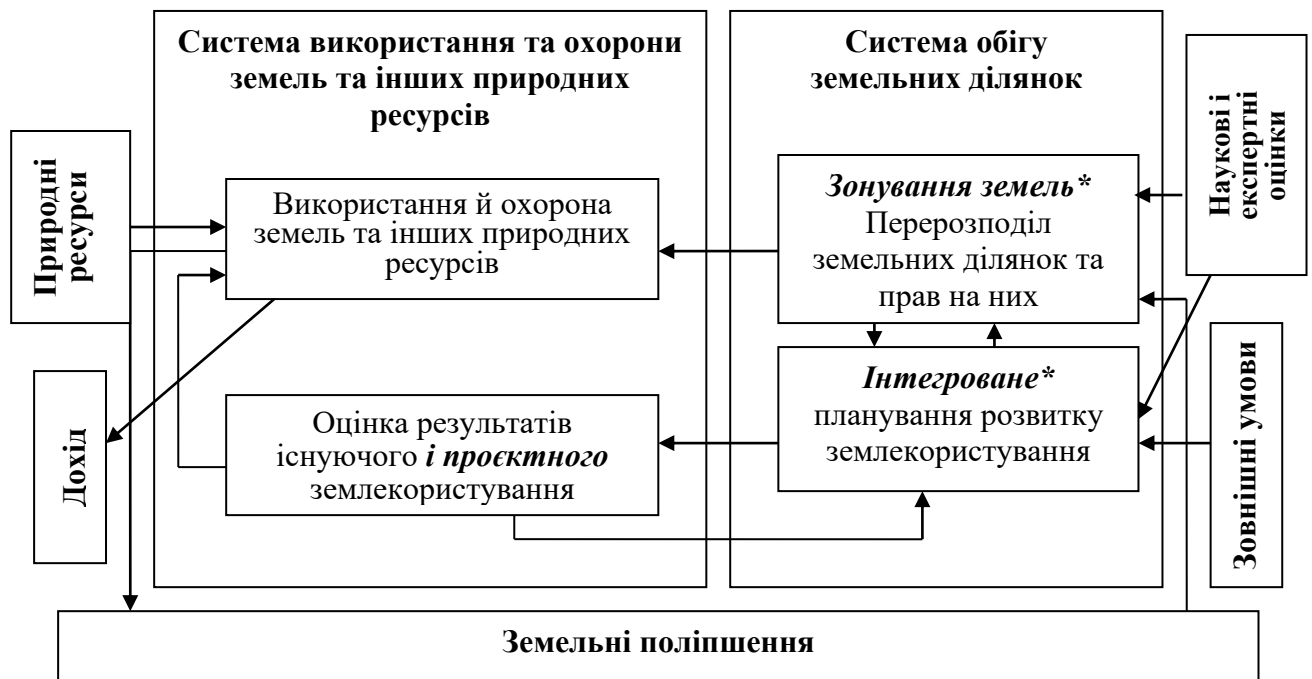 Система використання та охорони
земель та інших природних
ресурсів
Система обігу
земельних ділянок
Природні
ресурси
Наукові і
експертні
оцінки
Використання й охорона
земель та інших природних
ресурсів
Зонування земель*
Перерозподіл
земельних ділянок та
прав на них
Дохід
Оцінка результатів
існуючого і проєктного
землекористування
Інтегроване*
планування розвитку
землекористування
Зовнішні умови
Земельні поліпшення